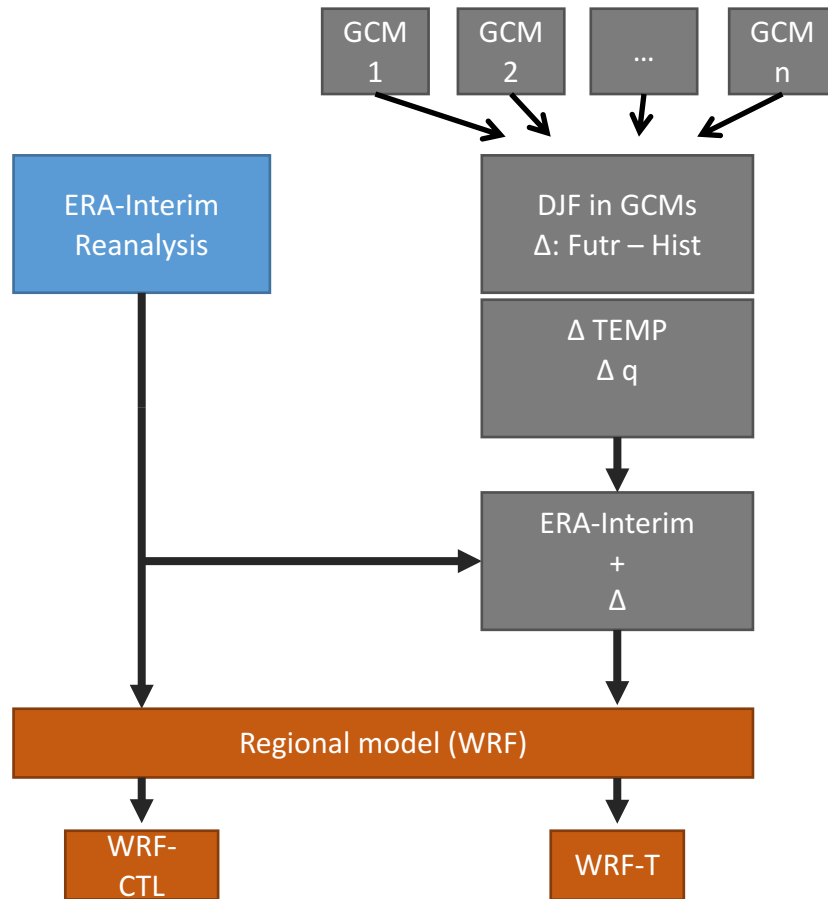 GCM
1
GCM
2
...
GCM
n
ERA-Interim
Reanalysis
DJF in GCMs
Δ: Futr – Hist
Δ TEMP
Δ q
ERA-Interim
+
Δ
Regional model (WRF)
WRF-
CTL
WRF-T